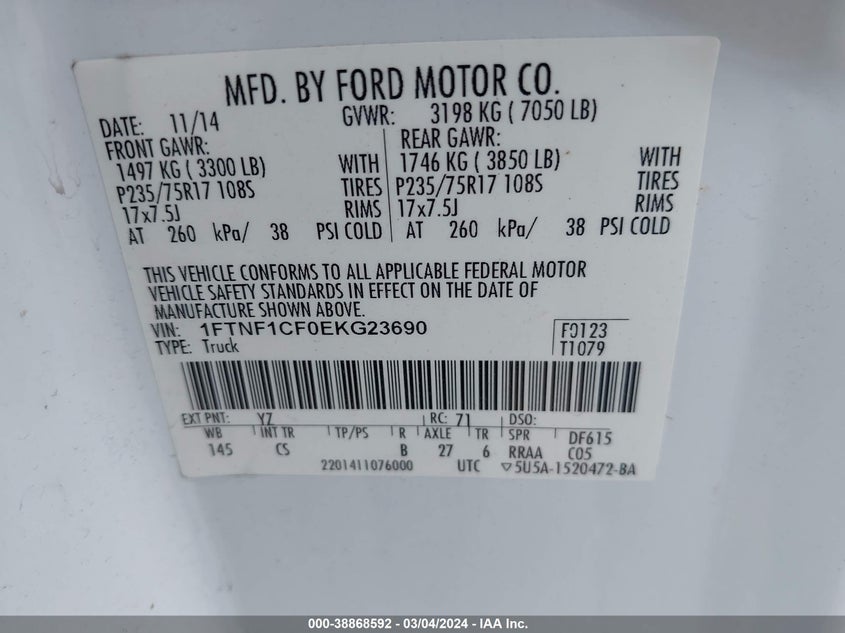 MFD. BY FORD MOTOR CO.
DATE: 11/14 GVWR: 3198 KG ( 7050 LB)
FRONT GAWR: REAR GAWR:
1497 KG ( 3300 LB) WITH 1746 KG ( 3850 LB) WITH
P235/75R17 108S TIRES P235/75R17 108S TIRES
17x7.5J RIMS 17x7.5J RIMS
AT 260 kPa/ 38 PSI COLD AT 260 kPa/ 38 PSI COLD
THIS VEHICLE CONFORMS TO ALL APPLICABLE FEDERAL MOTOR
VEHICLE SAFETY STANDARDS IN EFFECT ON THE DATE OF
MANUFACTURE SHOWN ABOVE.
VIN: 1FTNF1CF0EKG23690 F0123
TYPE: Truck T1079
EXT PNT: YZ RC: 71 DSO:
WB INT TR TP/PS R AXLE TR SPR DF615
145 CS B 27 6 RRAA C05
2201411076000 UTC ▽5U5A-1520472-BA
000-38868592 - 03/04/2024 - IAA Inc.